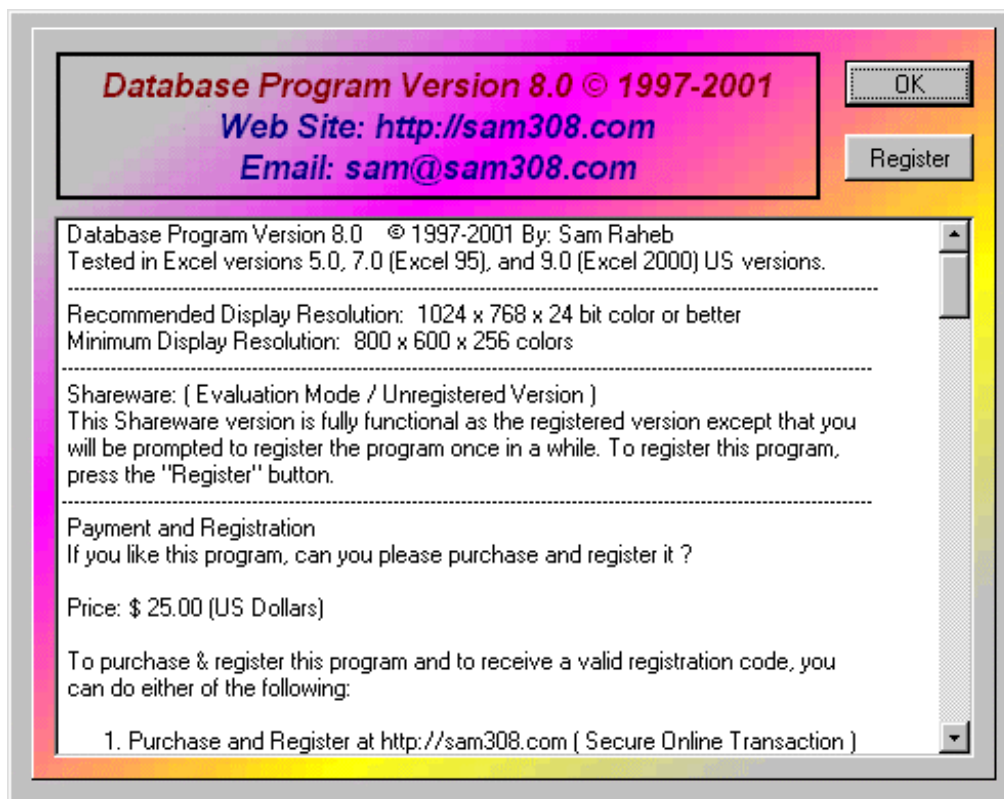 Database Program Version 8.0 © 1997-2001
Web Site: http://sam308.com
Email: sam@sam308.com
OK
Register
Database Program Version 8.0    © 1997-2001 By: Sam Raheb
Tested in Excel versions 5.0, 7.0 (Excel 95), and 9.0 (Excel 2000) US versions.
Recommended Display Resolution:  1024 x 768 x 24 bit color or better
Minimum Display Resolution:  800 x 600 x 256 colors
Shareware: ( Evaluation Mode / Unregistered Version )
This Shareware version is fully functional as the registered version except that you
will be prompted to register the program once in a while. To register this program,
press the "Register" button.
Payment and Registration
If you like this program, can you please purchase and register it ?
Price: $ 25.00 (US Dollars)
To purchase & register this program and to receive a valid registration code, you
can do either of the following:
1. Purchase and Register at http://sam308.com ( Secure Online Transaction )